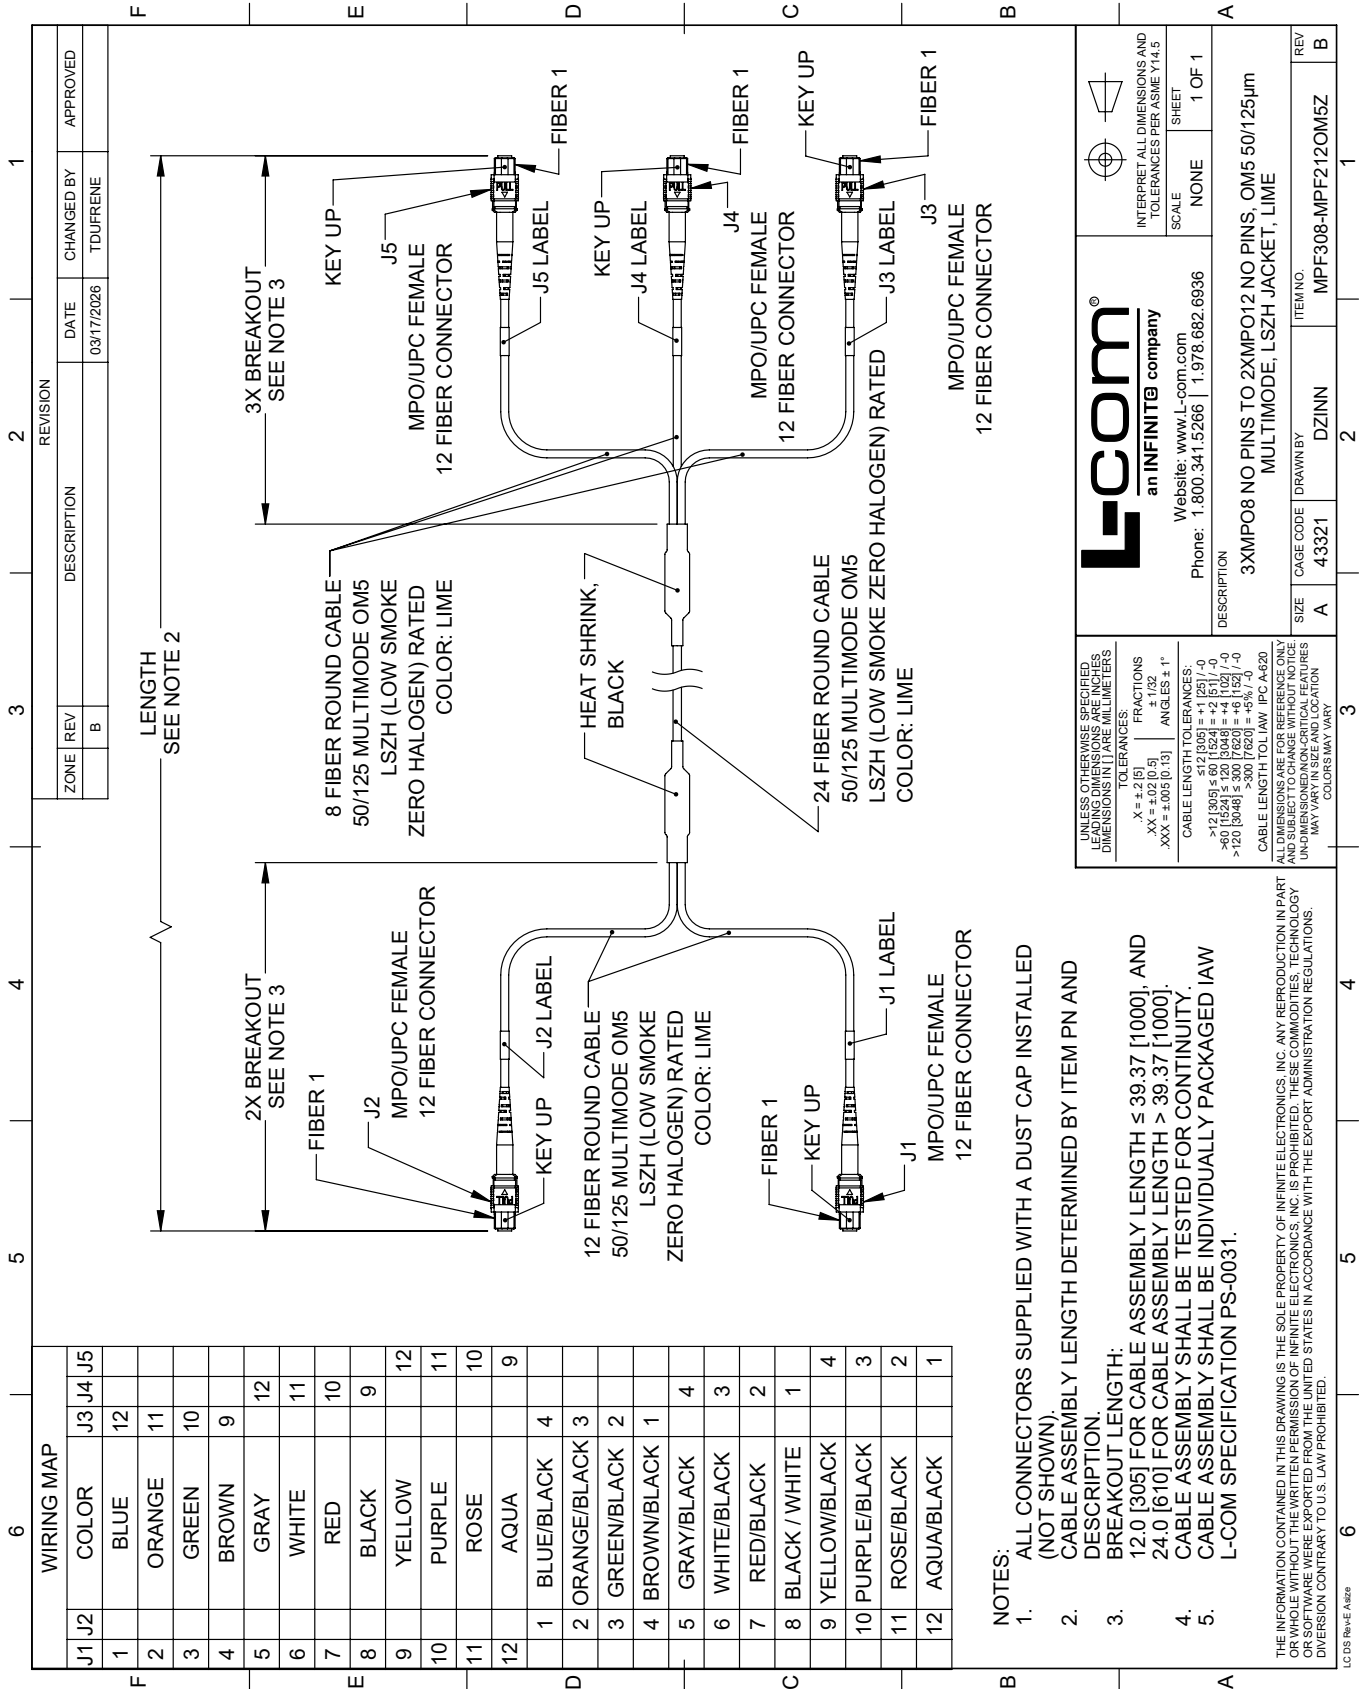 REVISION
ZONE REV DESCRIPTION DATE CHANGED BY APPROVED
B 03/17/2026 TDUFRENE
6 5 4 3 2 1
F
E
D
C
B
A
WIRING MAP
J1 J2 COLOR J3 J4 J5
1 BLUE 12
2 ORANGE 11
3 GREEN 10
4 BROWN 9
5 GRAY 12
6 WHITE 11
7 RED 10
8 BLACK 9
9 YELLOW 12
10 PURPLE 11
11 ROSE 10
12 AQUA 9
1 BLUE/BLACK 4
2 ORANGE/BLACK 3
3 GREEN/BLACK 2
4 BROWN/BLACK 1
5 GRAY/BLACK 4
6 WHITE/BLACK 3
7 RED/BLACK 2
8 BLACK / WHITE 1
9 YELLOW/BLACK 4
10 PURPLE/BLACK 3
11 ROSE/BLACK 2
12 AQUA/BLACK 1
LENGTH
SEE NOTE 2
2X BREAKOUT
SEE NOTE 3
3X BREAKOUT
SEE NOTE 3
FIBER 1
J2
MPO/UPC FEMALE
12 FIBER CONNECTOR
PULL
KEY UP
J2 LABEL
12 FIBER ROUND CABLE
50/125 MULTIMODE OM5
LSZH (LOW SMOKE
ZERO HALOGEN) RATED
COLOR: LIME
FIBER 1
KEY UP
PULL
J1
MPO/UPC FEMALE
12 FIBER CONNECTOR
J1 LABEL
8 FIBER ROUND CABLE
50/125 MULTIMODE OM5
LSZH (LOW SMOKE
ZERO HALOGEN) RATED
COLOR: LIME
HEAT SHRINK,
BLACK
24 FIBER ROUND CABLE
50/125 MULTIMODE OM5
LSZH (LOW SMOKE ZERO HALOGEN) RATED
COLOR: LIME
KEY UP
J5
MPO/UPC FEMALE
12 FIBER CONNECTOR
PULL
FIBER 1
J5 LABEL
KEY UP
J4 LABEL
PULL
FIBER 1
J4
MPO/UPC FEMALE
12 FIBER CONNECTOR
KEY UP
PULL
FIBER 1
J3 LABEL
J3
MPO/UPC FEMALE
12 FIBER CONNECTOR
NOTES:
1. ALL CONNECTORS SUPPLIED WITH A DUST CAP INSTALLED
(NOT SHOWN).
2. CABLE ASSEMBLY LENGTH DETERMINED BY ITEM PN AND
DESCRIPTION.
3. BREAKOUT LENGTH:
12.0 [305] FOR CABLE ASSEMBLY LENGTH ≤ 39.37 [1000], AND
24.0 [610] FOR CABLE ASSEMBLY LENGTH > 39.37 [1000].
4. CABLE ASSEMBLY SHALL BE TESTED FOR CONTINUITY.
5. CABLE ASSEMBLY SHALL BE INDIVIDUALLY PACKAGED IAW
L-COM SPECIFICATION PS-0031.
THE INFORMATION CONTAINED IN THIS DRAWING IS THE SOLE PROPERTY OF INFINITE ELECTRONICS, INC. ANY REPRODUCTION IN PART
OR WHOLE WITHOUT THE WRITTEN PERMISSION OF INFINITE ELECTRONICS, INC. IS PROHIBITED. THESE COMMODITIES, TECHNOLOGY
OR SOFTWARE WERE EXPORTED FROM THE UNITED STATES IN ACCORDANCE WITH THE EXPORT ADMINISTRATION REGULATIONS.
DIVERSION CONTRARY TO U.S. LAW PROHIBITED.
LC DS Rev-E Asize
UNLESS OTHERWISE SPECIFIED
LEADING DIMENSIONS ARE INCHES
DIMENSIONS IN [ ] ARE MILLIMETERS
TOLERANCES:
.X = ±.2 [5] FRACTIONS
.XX = ±.02 [0.5] ± 1/32
.XXX = ±.005 [0.13] ANGLES ± 1°
CABLE LENGTH TOLERANCES:
≤12 [305] = +1 [25] / -0
>12 [305] ≤ 60 [1524] = +2 [51] / -0
>60 [1524] ≤ 120 [3048] = +4 [102] / -0
>120 [3048] ≤ 300 [7620] = +6 [152] / -0
>300 [7620] = +5% / -0
CABLE LENGTH TOL IAW IPC A-620
ALL DIMENSIONS ARE FOR REFERENCE ONLY
AND SUBJECT TO CHANGE WITHOUT NOTICE.
UN-DIMENSIONED/NON-CRITICAL FEATURES
MAY VARY IN SIZE AND LOCATION
COLORS MAY VARY
L-com®
an INFINITE company
Website: www.L-com.com
Phone: 1.800.341.5266 | 1.978.682.6936
INTERPRET ALL DIMENSIONS AND
TOLERANCES PER ASME Y14.5
SCALE NONE
SHEET 1 OF 1
DESCRIPTION
3XMPO8 NO PINS TO 2XMPO12 NO PINS, OM5 50/125µm
MULTIMODE, LSZH JACKET, LIME
SIZE A
CAGE CODE 43321
DRAWN BY DZINN
ITEM NO. MPF308-MPF212OM5Z
REV B
6 5 4 3 2 1
F
E
D
C
B
A